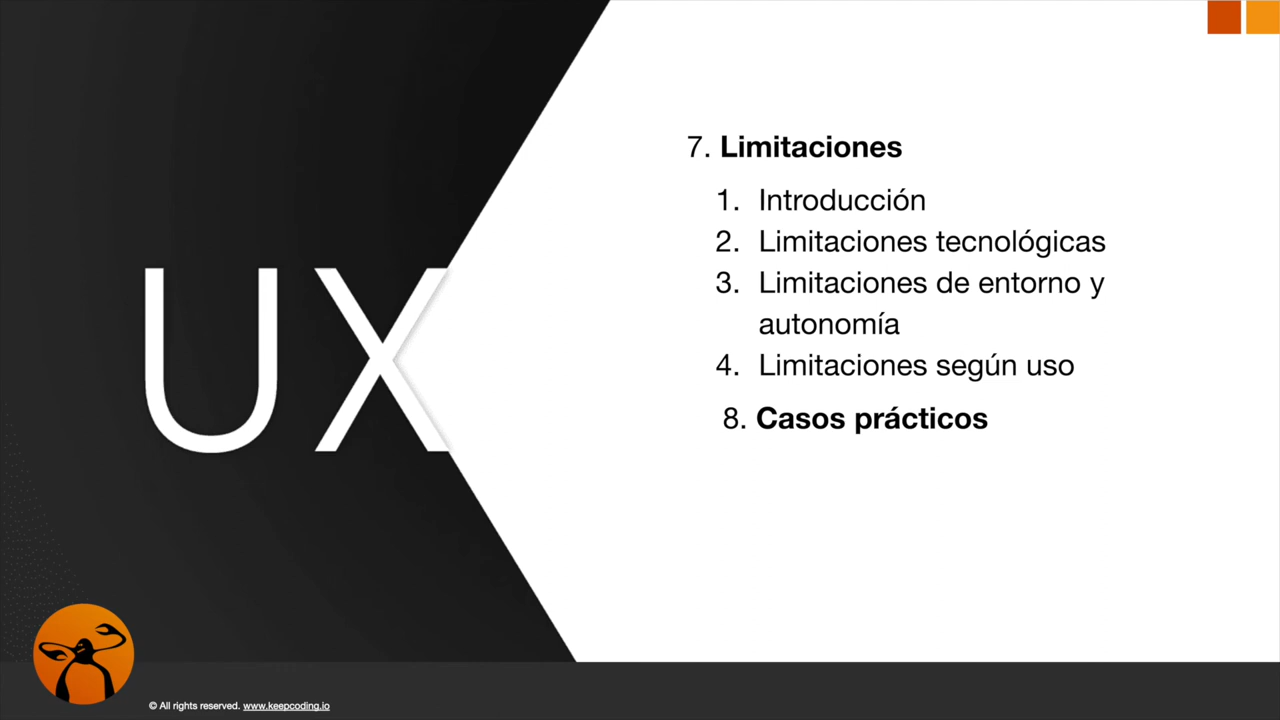 UX
7. Limitaciones
1. Introducción
2. Limitaciones tecnológicas
3. Limitaciones de entorno y
autonomía
4. Limitaciones según uso
8. Casos prácticos
© All rights reserved. www.keepcoding.io